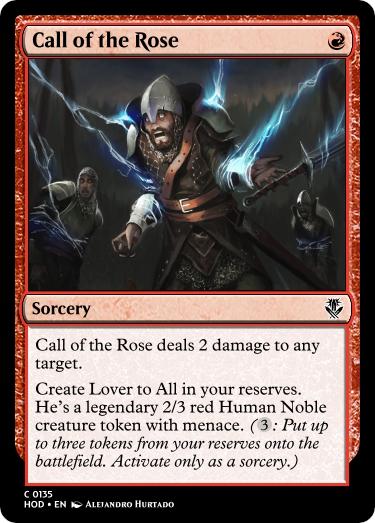 Call of the Rose
Sorcery
Call of the Rose deals 2 damage to any
target.
Create Lover to All in your reserves.
He's a legendary 2/3 red Human Noble
creature token with menace. (3: Put up
to three tokens from your reserves onto the
battlefield. Activate only as a sorcery.)
C 0135
HOD • EN Alejandro Hurtado